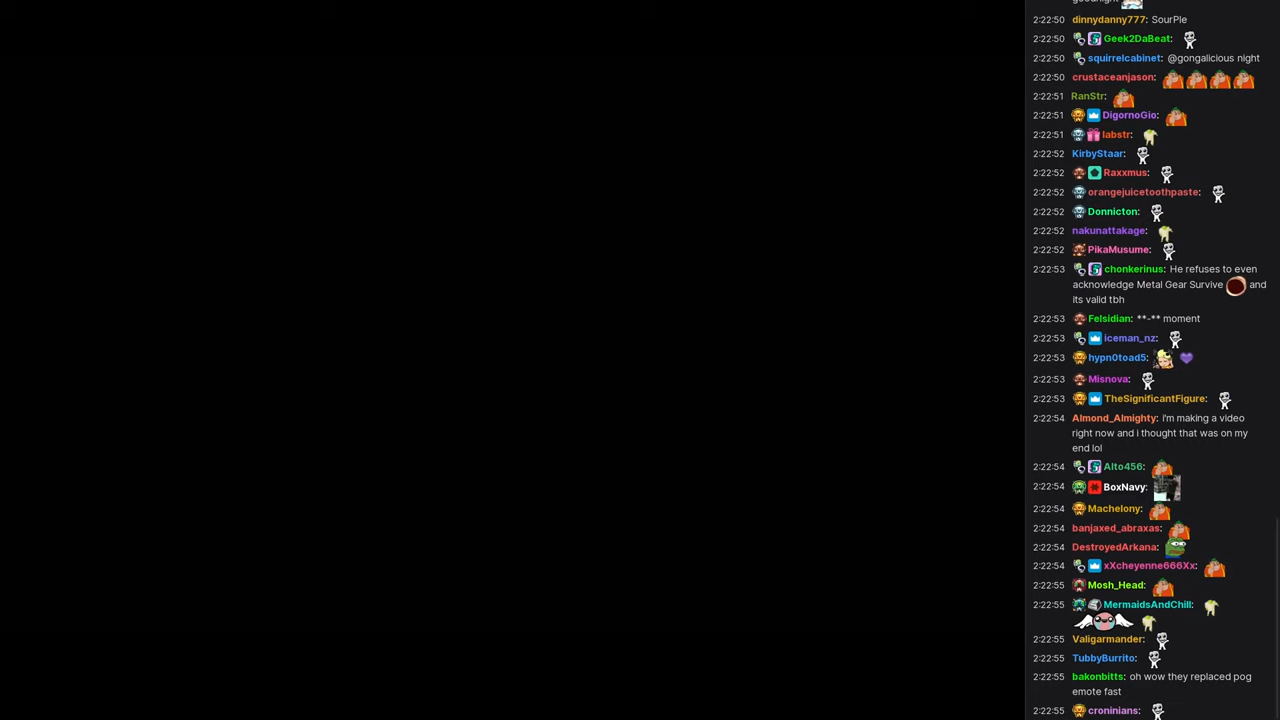 goodnight
2:22:50 dinnydanny777: SourPle
2:22:50 Geek2DaBeat:
2:22:50 squirrelcabinet: @gongalicious night
2:22:50 crustaceanjason:
2:22:51 RanStr:
2:22:51 DigornoGio:
2:22:51 labstr:
2:22:52 KirbyStaar:
2:22:52 Raxxmus:
2:22:52 orangejuicetoothpaste:
2:22:52 Donnicton:
2:22:52 nakunattakage:
2:22:52 PikaMusume:
2:22:53 chonkerinus: He refuses to even
acknowledge Metal Gear Survive and
its valid tbh
2:22:53 Felsidian: **-** moment
2:22:53 iceman_nz:
2:22:53 hypn0toad5:
2:22:53 Misnova:
2:22:53 TheSignificantFigure:
2:22:54 Almond_Almighty: i'm making a video
right now and i thought that was on my
end lol
2:22:54 Alto456:
2:22:54 BoxNavy:
2:22:54 Machelony:
2:22:54 banjaxed_abraxas:
2:22:54 DestroyedArkana:
2:22:54 xXcheyenne666Xx:
2:22:55 Mosh_Head:
2:22:55 MermaidsAndChill:
2:22:55 Valigarmander:
2:22:55 TubbyBurrito:
2:22:55 bakonbitts: oh wow they replaced pog
emote fast
2:22:55 croninians: